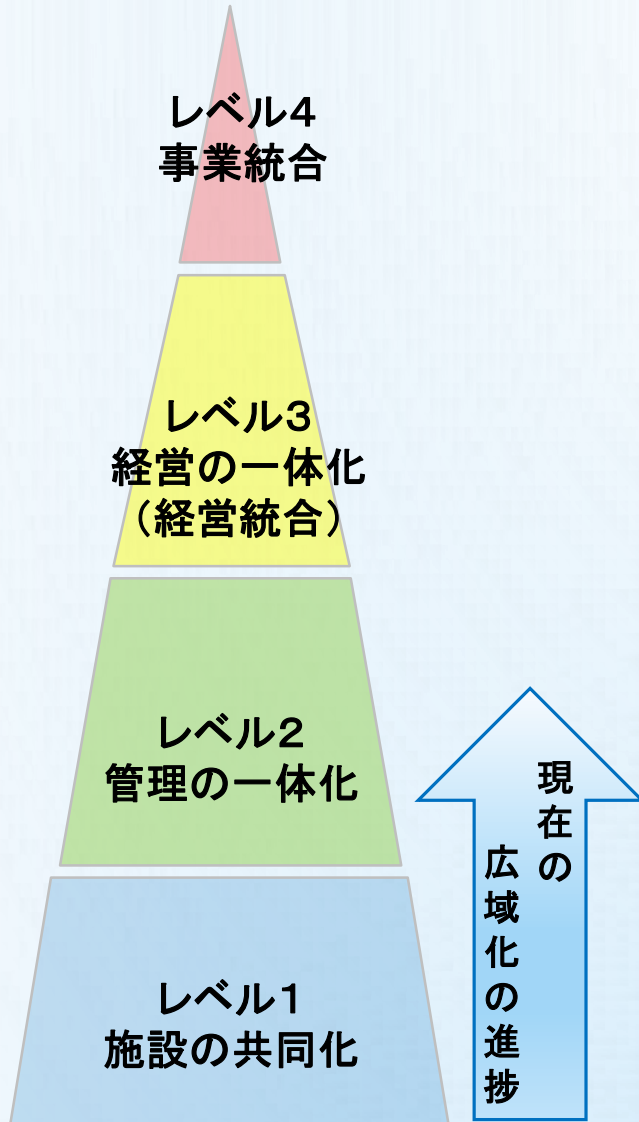 レベル４
事業統合
レベル３
経営の一体化
（経営統合）
レベル２
管理の一体化
レベル１
施設の共同化
現在の
広域化の進捗